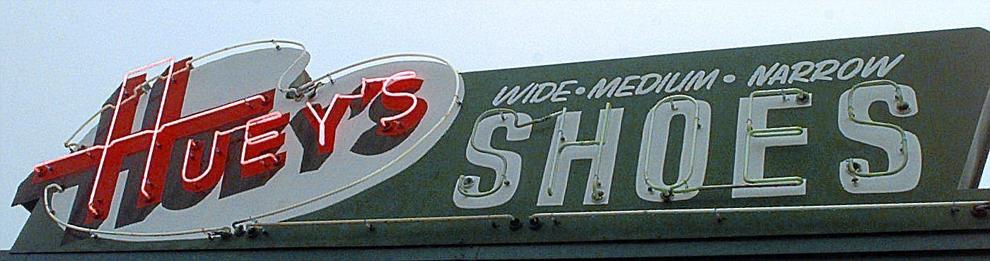 HUEY'S
WIDE • MEDIUM • NARROW
SHOES